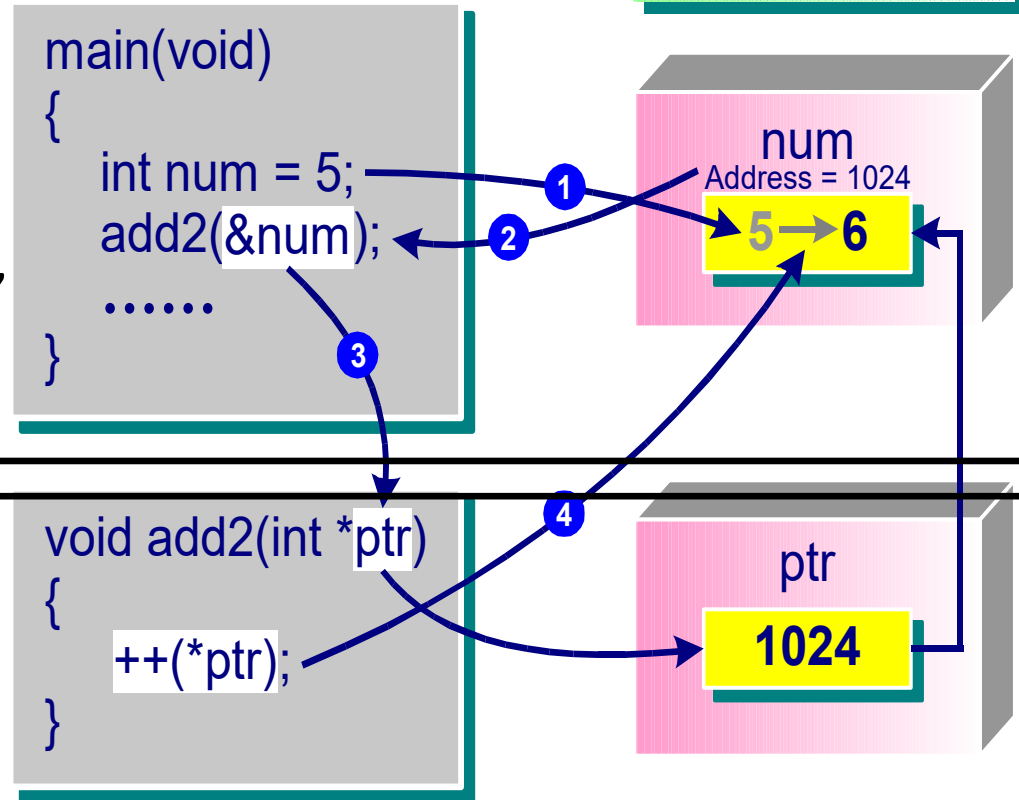 main(void)
{
int num = 5;
add2(&num);
......
}
num
Address = 1024
5 6
1
2
3
4
void add2(int *ptr)
{
++(*ptr);
}
ptr
1024